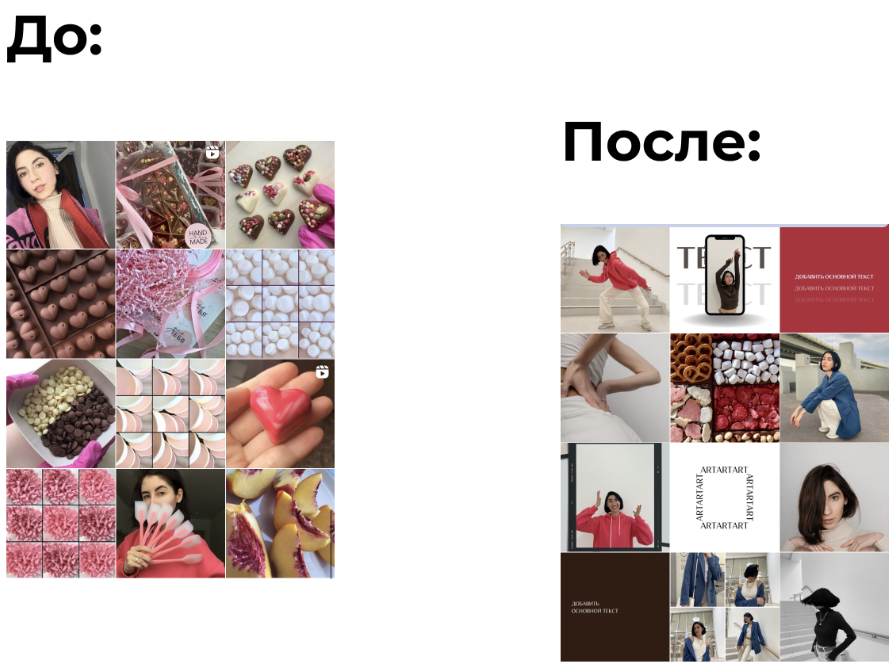 До:
После:
HAND
MADE
ТЕКСТ
ТЕКСТ
ДОБАВИТЬ ОСНОВНОЙ ТЕКСТ
ДОБАВИТЬ ОСНОВНОЙ ТЕКСТ
ДОБАВИТЬ ОСНОВНОЙ ТЕКСТ
ARTARTART
ARTARTART
ARTARTART
ARTARTART
ДОБАВИТЬ
ОСНОВНОЙ ТЕКСТ